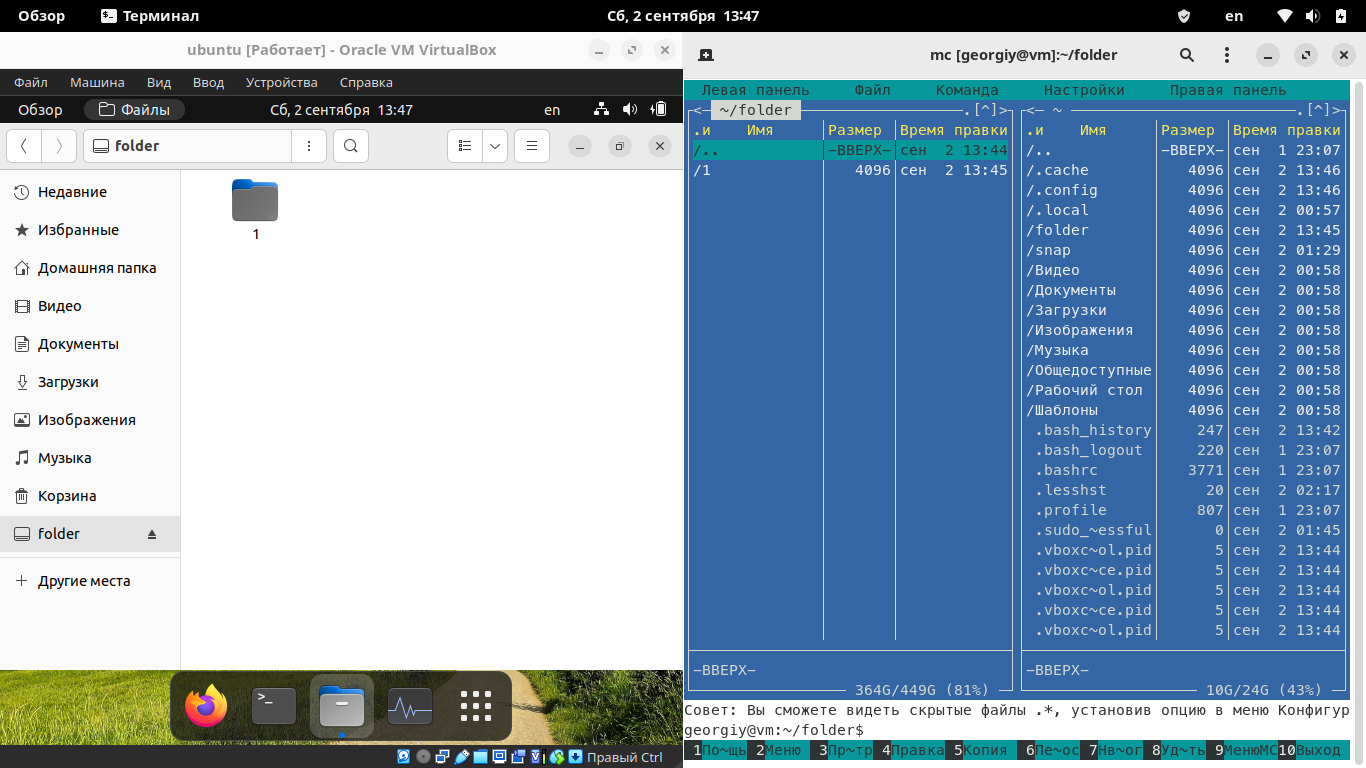 Обзор Терминал Сб, 2 сентября 13:47 en
ubuntu [Работает] - Oracle VM VirtualBox
Файл Машина Вид Ввод Устройства Справка
Обзор Файлы Сб, 2 сентября 13:47 en
folder
Недавние
Избранные
Домашняя папка
Видео
Документы
Загрузки
Изображения
Музыка
Корзина
folder
Другие места
1
Правый Ctrl
mc [georgiy@vm]:~/folder
Левая панель Файл Команда Настройки Правая панель
<— ~/folder .[^]>
.и Имя Размер Время правки
/.. —ВВЕРХ— сен 2 13:44
/1 4096 сен 2 13:45
—ВВЕРХ—
364G/449G (81%)
<— ~ .[^]>
.и Имя Размер Время правки
/.. —ВВЕРХ— сен 1 23:07
/.cache 4096 сен 2 13:46
/.config 4096 сен 2 13:46
/.local 4096 сен 2 00:57
/folder 4096 сен 2 13:45
/snap 4096 сен 2 01:29
/Видео 4096 сен 2 00:58
/Документы 4096 сен 2 00:58
/Загрузки 4096 сен 2 00:58
/Изображения 4096 сен 2 00:58
/Музыка 4096 сен 2 00:58
/Общедоступные 4096 сен 2 00:58
/Рабочий стол 4096 сен 2 00:58
/Шаблоны 4096 сен 2 00:58
.bash_history 247 сен 2 13:42
.bash_logout 220 сен 1 23:07
.bashrc 3771 сен 1 23:07
.lesshst 20 сен 2 02:17
.profile 807 сен 1 23:07
.sudo_~essful 0 сен 2 01:45
.vboxc~ol.pid 5 сен 2 13:44
.vboxc~ce.pid 5 сен 2 13:44
.vboxc~ol.pid 5 сен 2 13:44
.vboxc~ce.pid 5 сен 2 13:44
.vboxc~ol.pid 5 сен 2 13:44
—ВВЕРХ—
10G/24G (43%)
Совет: Вы сможете видеть скрытые файлы .*, установив опцию в меню Конфигур
georgiy@vm:~/folder$
1По~щь 2Меню 3Пр~тр 4Правка 5Копия 6Пе~ос 7Нв~ог 8Уд~ть 9МенюMC 10Выход